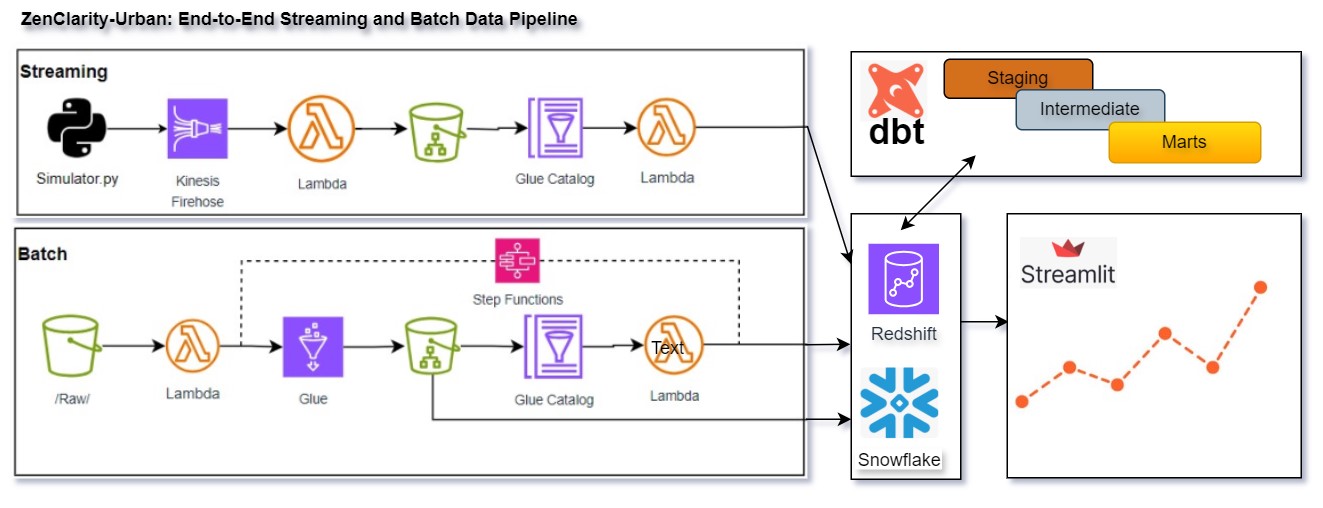 ZenClarity-Urban: End-to-End Streaming and Batch Data Pipeline
Streaming
Simulator.py
Kinesis
Firehose
Lambda
Glue Catalog
Lambda
dbt
Staging
Intermediate
Marts
Batch
Step Functions
/Raw/
Lambda
Glue
Glue Catalog
Text
Lambda
Redshift
Snowflake
Streamlit